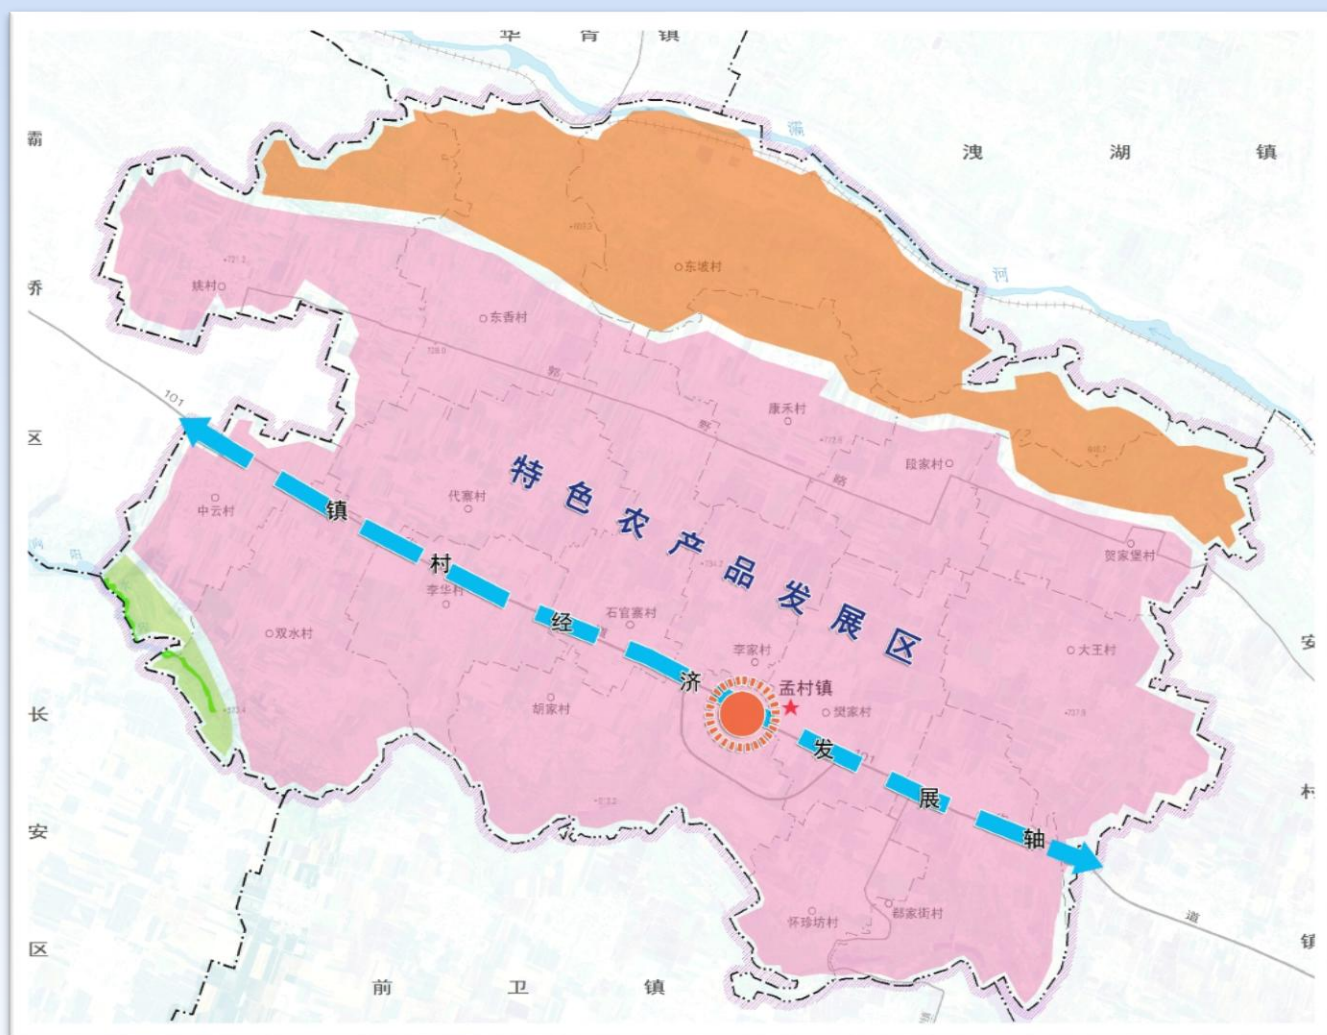 华胥镇
霸
灞
洩湖镇
东坡村
河
姚村
乔
东香村
101
郭
康禾村
野
区
特色农产品发展区
段家村
路
代寨村
中云村
镇村经济发展轴
贺家堡村
李华村
石官寨村
双水村
李家村
大王村
安
孟村镇
胡家村
樊家村
长
101
村
安
怀珍坊村
郗家街村
道
区
镇
前卫镇